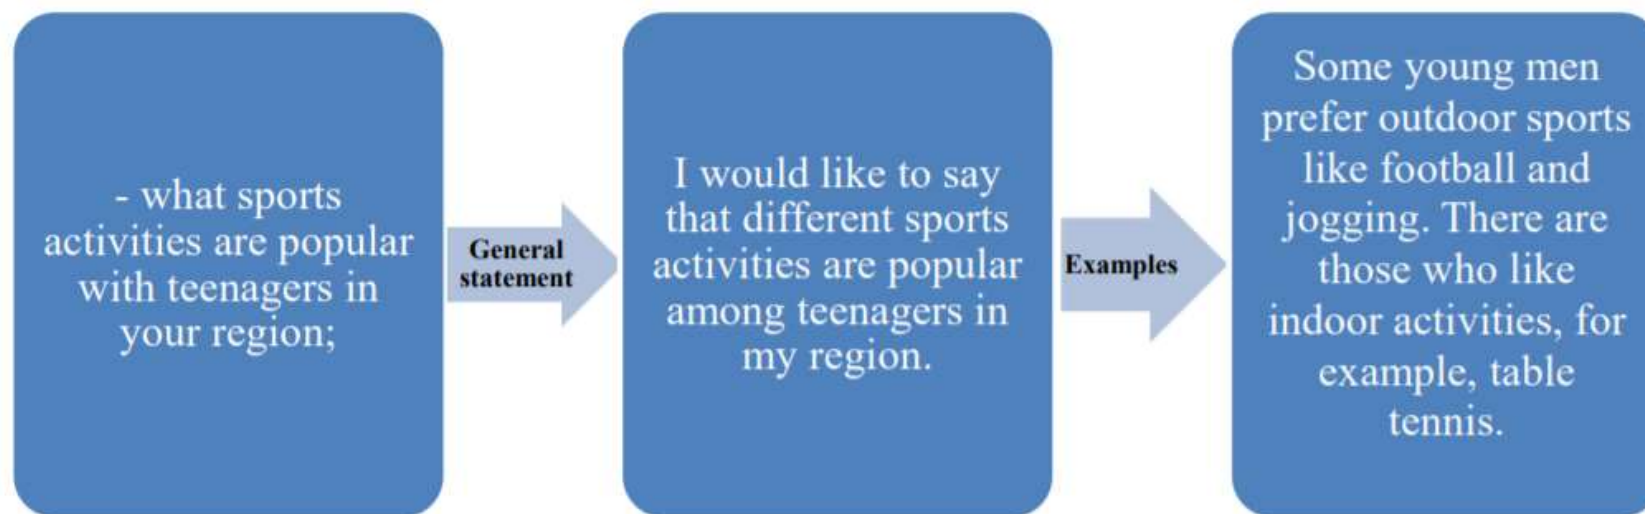 - what sports
activities are popular
with teenagers in
your region;
General
statement
I would like to say
that different sports
activities are popular
among teenagers in
my region.
Examples
Some young men
prefer outdoor sports
like football and
jogging. There are
those who like
indoor activities, for
example, table
tennis.